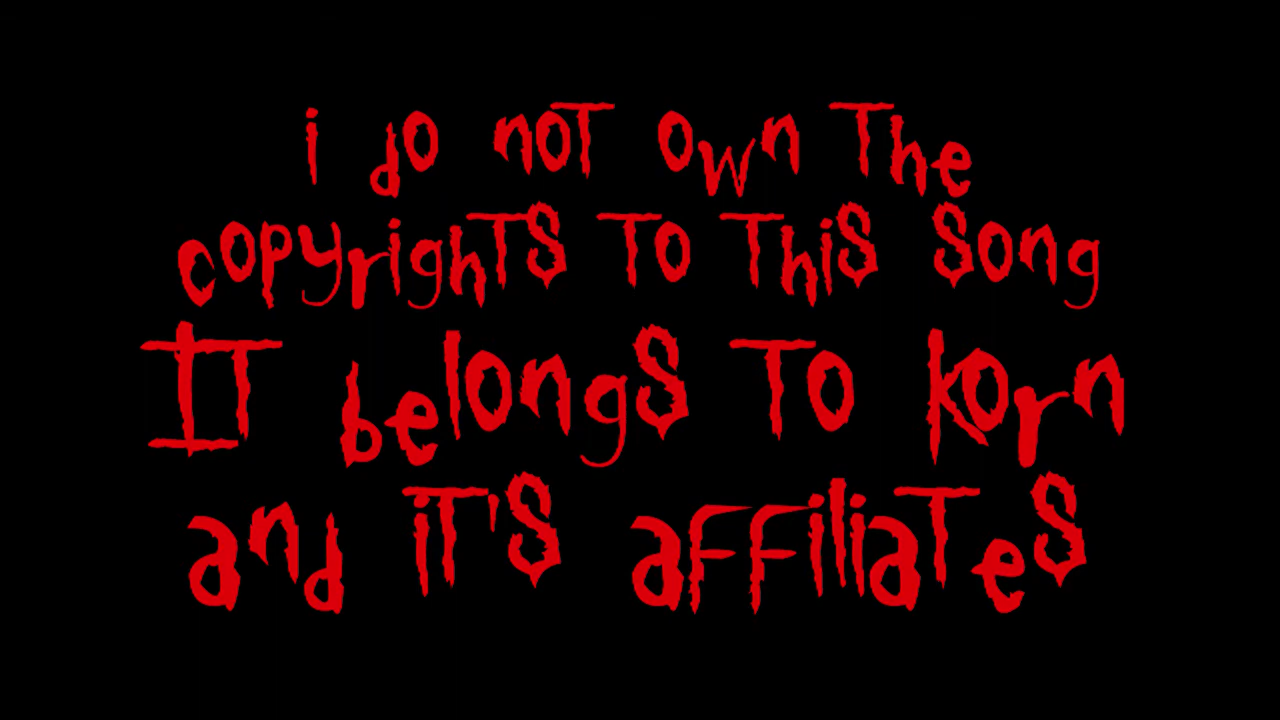 i do not own The
copyrights To This Song
IT belongs To korn
and iT's affiliates